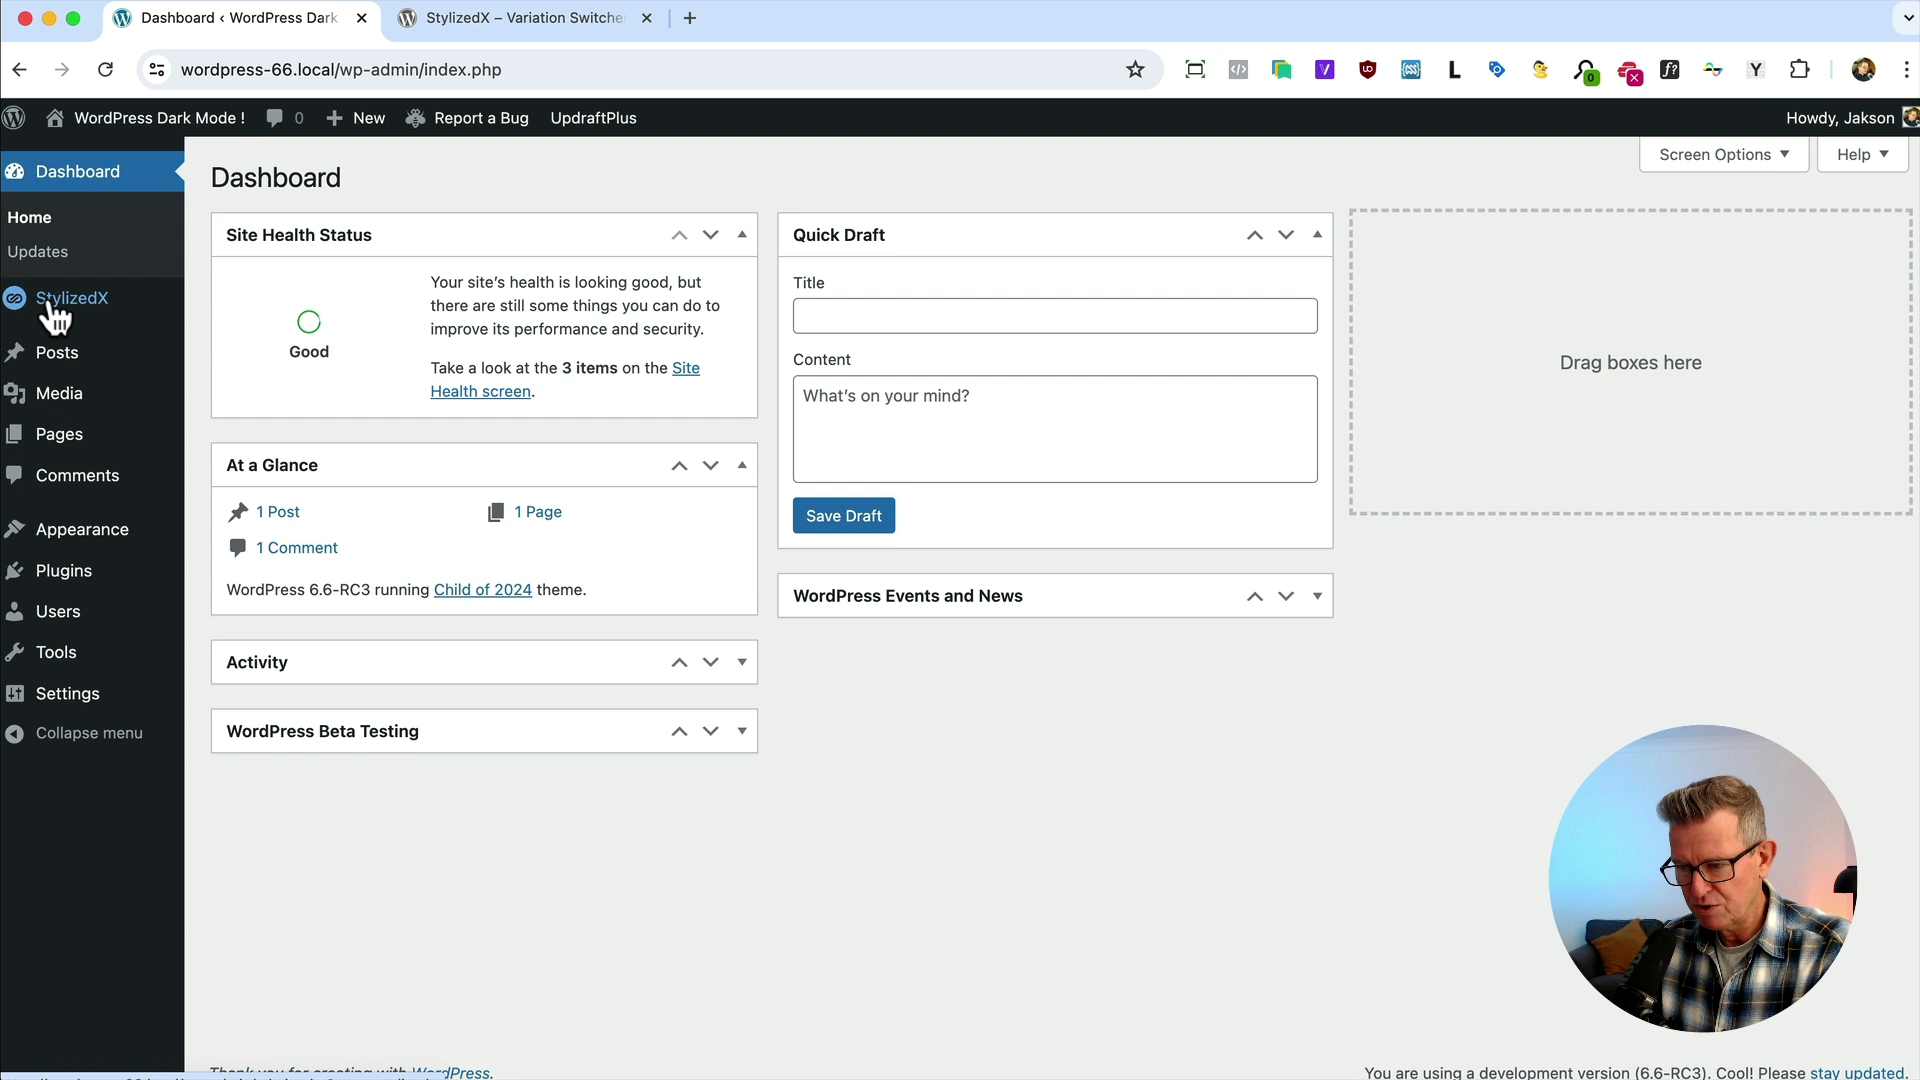 Dashboard ‹ WordPress Dark
StylizedX – Variation Switche
wordpress-66.local/wp-admin/index.php
WordPress Dark Mode !
0
New
Report a Bug
UpdraftPlus
Howdy, Jakson
Dashboard
Home
Updates
StylizedX
Posts
Media
Pages
Comments
Appearance
Plugins
Users
Tools
Settings
Collapse menu
Dashboard
Screen Options
Help
Site Health Status
Good
Your site's health is looking good, but
there are still some things you can do to
improve its performance and security.
Take a look at the 3 items on the Site
Health screen.
At a Glance
1 Post
1 Page
1 Comment
WordPress 6.6-RC3 running Child of 2024 theme.
Activity
WordPress Beta Testing
Quick Draft
Title
Content
What's on your mind?
Save Draft
WordPress Events and News
Drag boxes here
Thank you for creating with WordPress.
You are using a development version (6.6-RC3). Cool! Please stay updated.